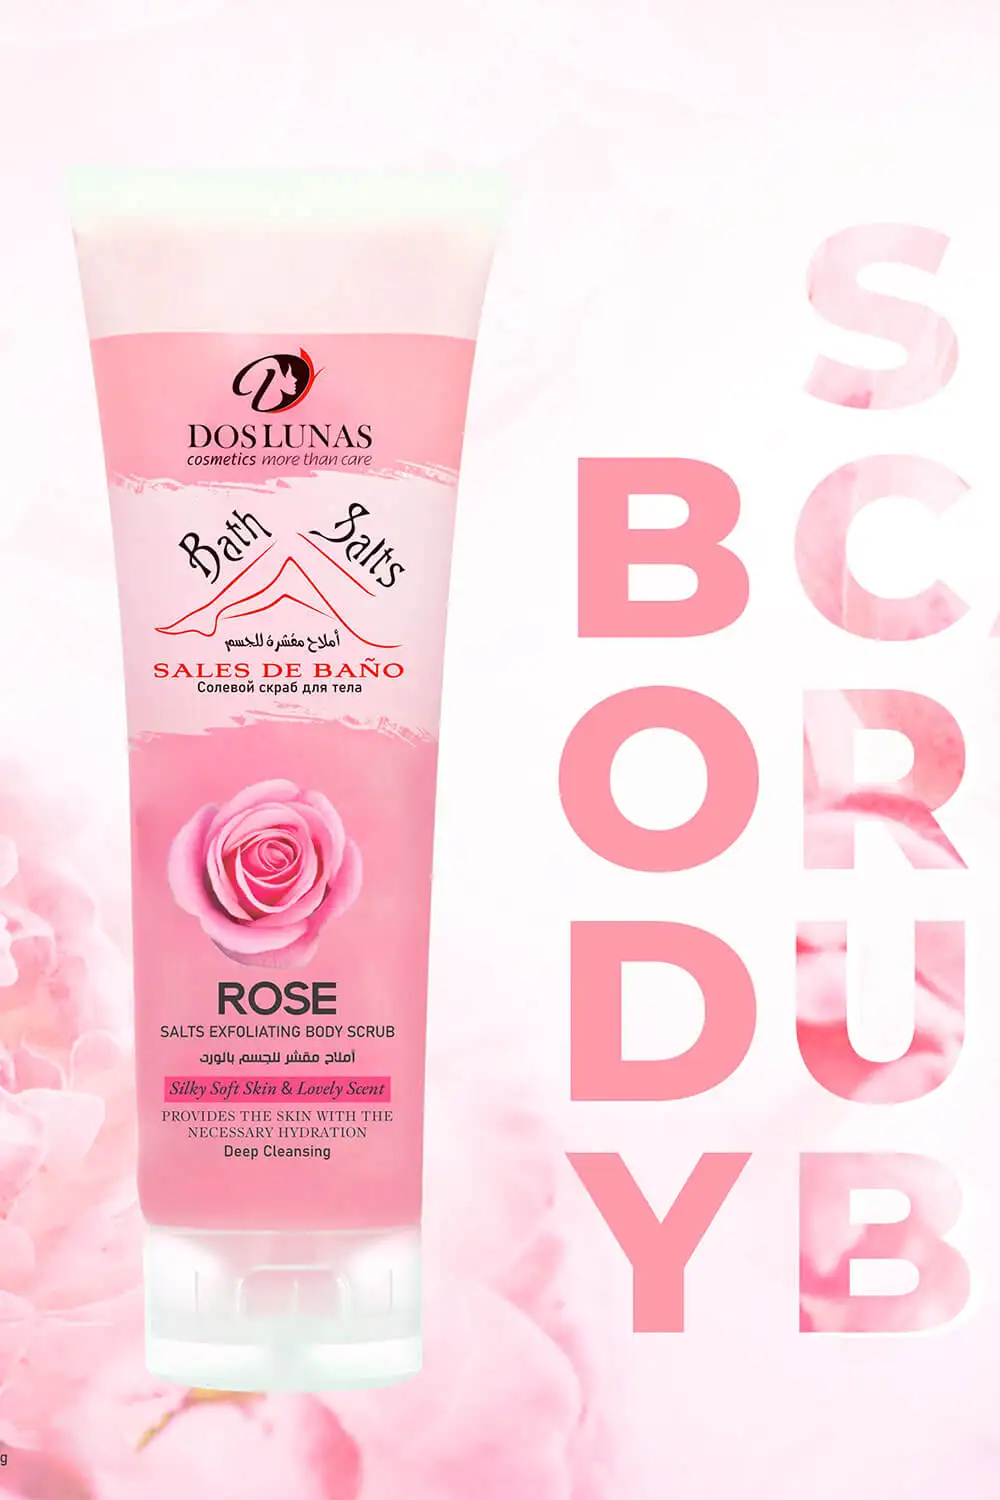 DOS LUNAS
cosmetics more than care
Bath Salts
أملاح مقشرة للجسم
SALES DE BAÑO
Солевой скраб для тела
ROSE
SALTS EXFOLIATING BODY SCRUB
أملاح مقشر للجسم بالورد
Silky Soft Skin & Lovely Scent
PROVIDES THE SKIN WITH THE
NECESSARY HYDRATION
Deep Cleansing
BODY
SCRUB
g